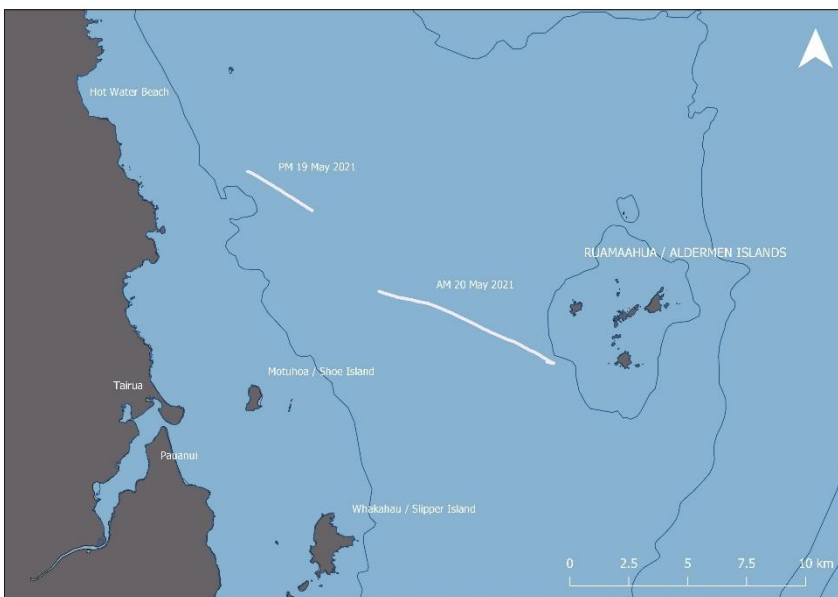 Hot Water Beach
PM 19 May 2021
RUAMAAHUA / ALDERMEN ISLANDS
AM 20 May 2021
Motuhoa / Shoe Island
Tairua
Pauanui
Whakahau / Slipper Island
0 2.5 5 7.5 10 km